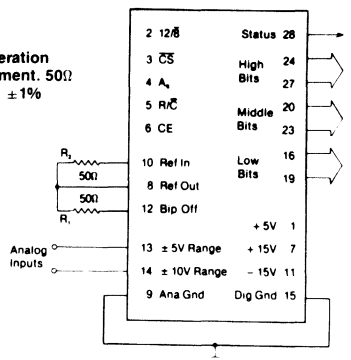 eration
ment. 50Ω
±1%
2 12/8̅
3 C̅S̅
4 A₀
5 R/C̅
6 CE
10 Ref In
8 Ref Out
12 Bip Off
13 ± 5V Range
14 ± 10V Range
9 Ana Gnd
Status 28
High Bits 24
27
Middle Bits 20
23
Low Bits 16
19
+ 5V 1
+ 15V 7
− 15V 11
Dig Gnd 15
R₂
50Ω
50Ω
R₁
Analog
Inputs